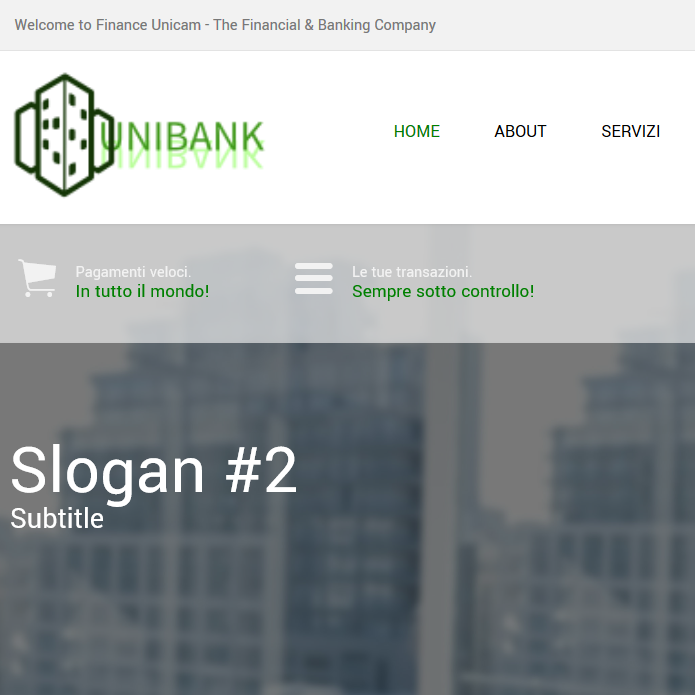 Welcome to Finance Unicam - The Financial & Banking Company
UNIBANK
HOME ABOUT SERVIZI
Pagamenti veloci.
In tutto il mondo!
Le tue transazioni.
Sempre sotto controllo!
Slogan #2
Subtitle